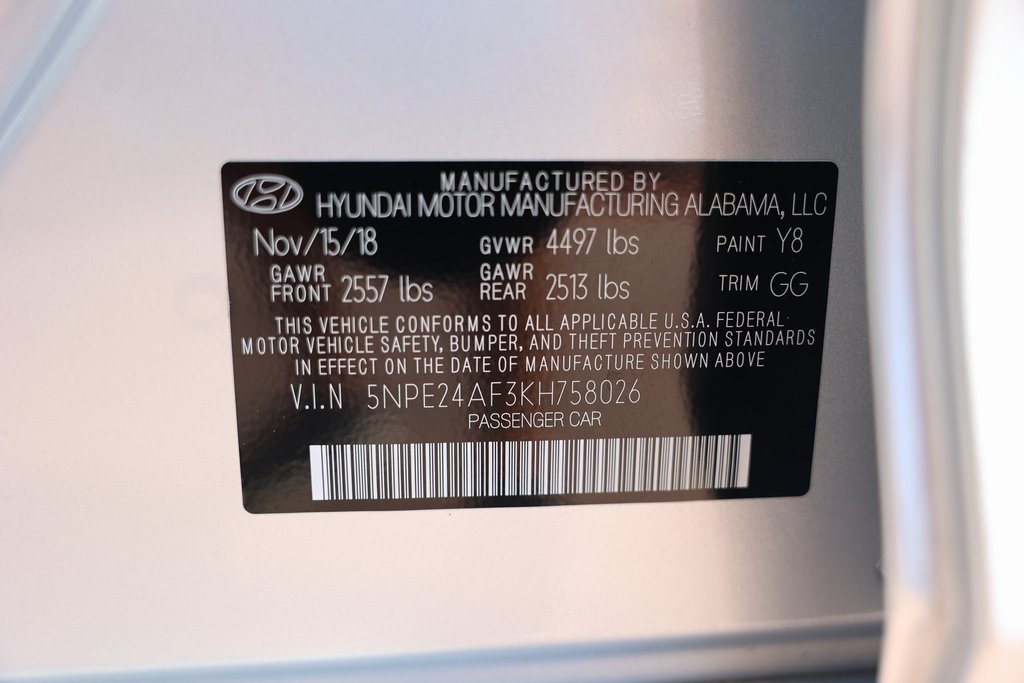 MANUFACTURED BY
HYUNDAI MOTOR MANUFACTURING ALABAMA, LLC
Nov/15/18 GVWR 4497 lbs PAINT Y8
GAWR FRONT 2557 lbs GAWR REAR 2513 lbs TRIM GG
THIS VEHICLE CONFORMS TO ALL APPLICABLE U.S.A. FEDERAL
MOTOR VEHICLE SAFETY, BUMPER, AND THEFT PREVENTION STANDARDS
IN EFFECT ON THE DATE OF MANUFACTURE SHOWN ABOVE
V.I.N 5NPE24AF3KH758026
PASSENGER CAR